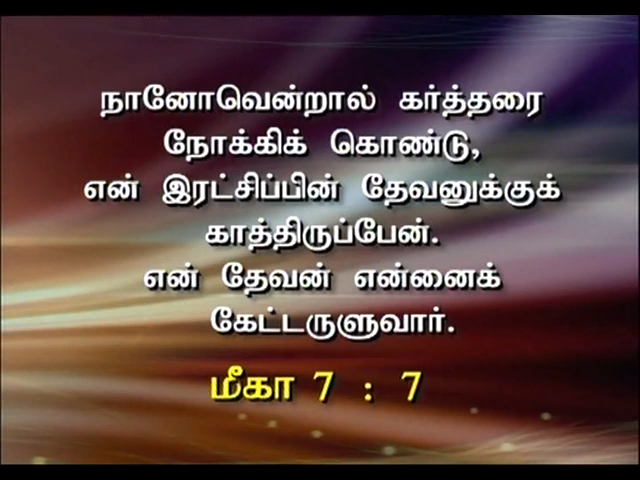 நானோவென்றால் கர்த்தரை
நோக்கிக் கொண்டு,
என் இரட்சிப்பின் தேவனுக்குக்
காத்திருப்பேன்.
என் தேவன் என்னைக்
கேட்டருளுவார்.
மீகா 7 : 7